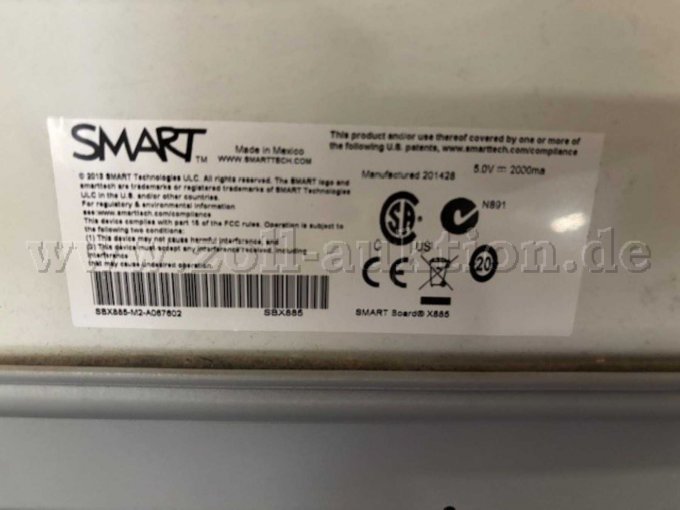 SMART™
Made in Mexico
WWW.SMARTTECH.COM
This product and/or use thereof covered by one or more of
the following U.S. patents, www.smarttech.com/compliance
© 2013 SMART Technologies ULC. All rights reserved. The SMART logo and
smarttech are trademarks or registered trademarks of SMART Technologies
ULC in the U.S. and/or other countries.
For regulatory & environmental information
see www.smarttech.com/compliance
This device complies with part 15 of the FCC rules. Operation is subject to
the following two conditions:
(1) This device may not cause harmful interference, and
(2) This device must accept any interference received, including
interference
that may cause undesired operation.
Manufactured 201428
5.0V ⎓ 2000ma
N891
C US
CE
20
SBX885-M2-A067602
SBX885
SMART Board® X885
www.zoll-auktion.de